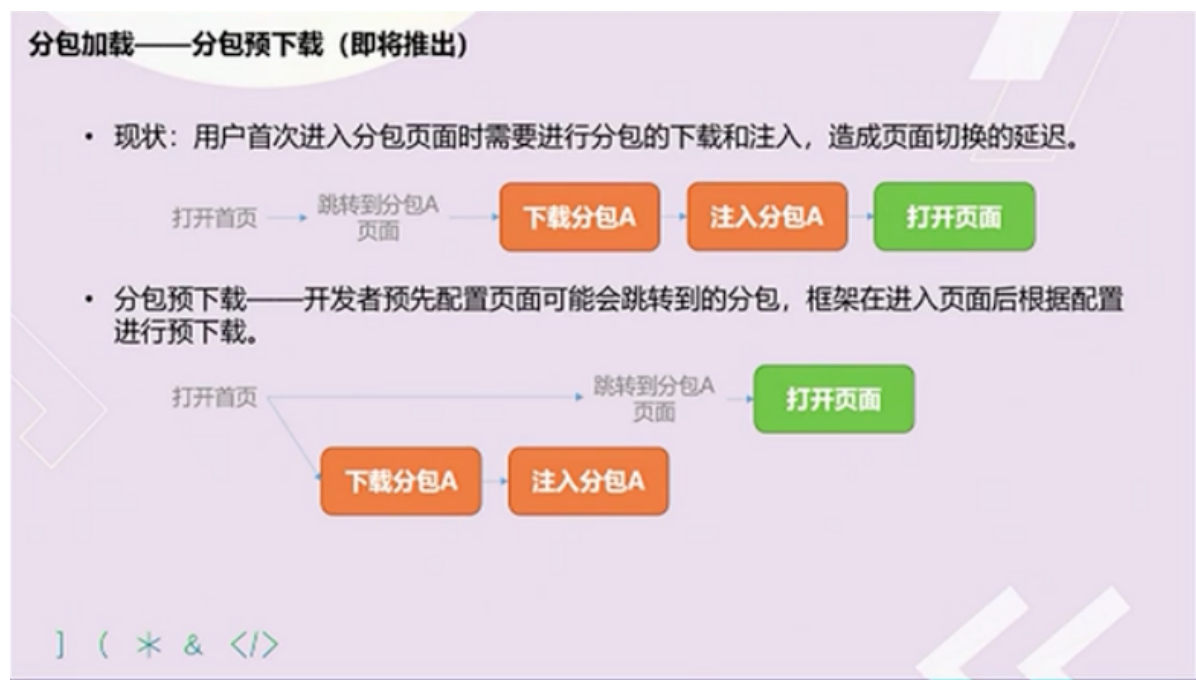 分包加载——分包预下载（即将推出）
• 现状：用户首次进入分包页面时需要进行分包的下载和注入，造成页面切换的延迟。
打开首页
跳转到分包A
页面
下载分包A
注入分包A
打开页面
• 分包预下载——开发者预先配置页面可能会跳转到的分包，框架在进入页面后根据配置
进行预下载。
打开首页
跳转到分包A
页面
打开页面
下载分包A
注入分包A
] ( * & </>